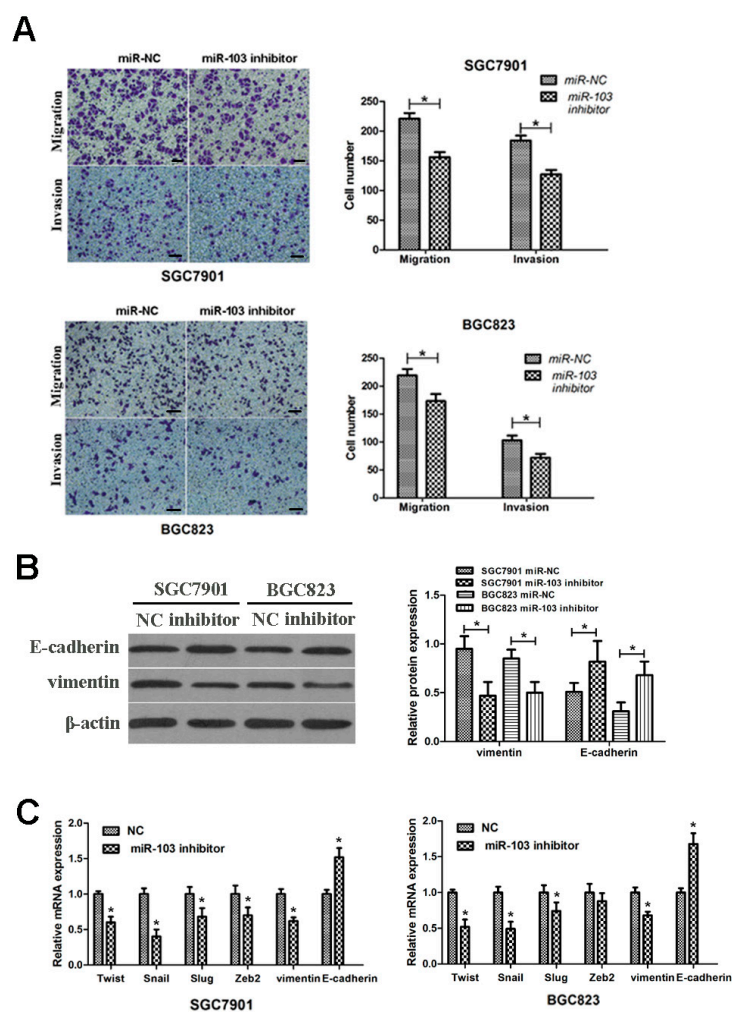 A
miR-NC miR-103 inhibitor
Migration
Invasion
SGC7901
SGC7901
miR-NC
miR-103
inhibitor
Cell number
250
200
150
100
50
0
* *
Migration Invasion
miR-NC miR-103 inhibitor
Migration
Invasion
BGC823
BGC823
miR-NC
miR-103
inhibitor
Cell number
250
200
150
100
50
0
* *
Migration Invasion
B
SGC7901 BGC823
NC inhibitor NC inhibitor
E-cadherin
vimentin
β-actin
SGC7901 miR-NC
SGC7901 miR-103 inhibitor
BGC823 miR-NC
BGC823 miR-103 inhibitor
Relative protein expression
1.5
1.0
0.5
0.0
* * * *
vimentin E-cadherin
C
NC
miR-103 inhibitor
Relative mRNA expression
2.0
1.5
1.0
0.5
0.0
* * * * * *
Twist Snail Slug Zeb2 vimentin E-cadherin
SGC7901
NC
miR-103 inhibitor
Relative mRNA expression
2.0
1.5
1.0
0.5
0.0
* * * * *
Twist Snail Slug Zeb2 vimentin E-cadherin
BGC823